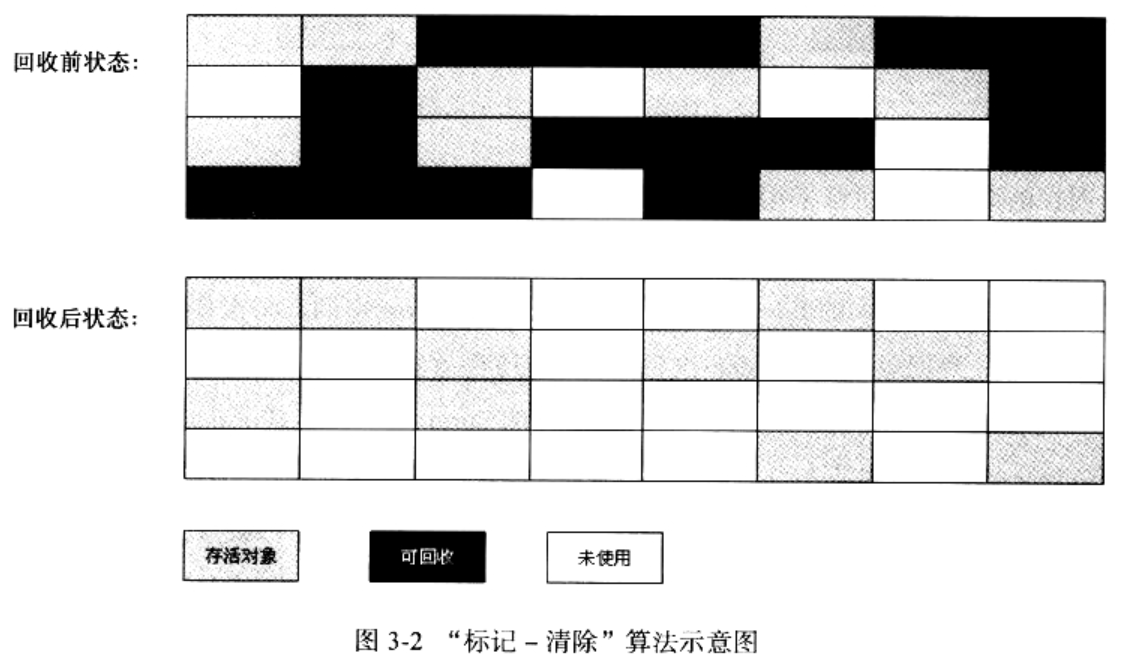 回收前状态：
回收后状态：
存活对象
可回收
未使用
图 3-2 “标记－清除”算法示意图